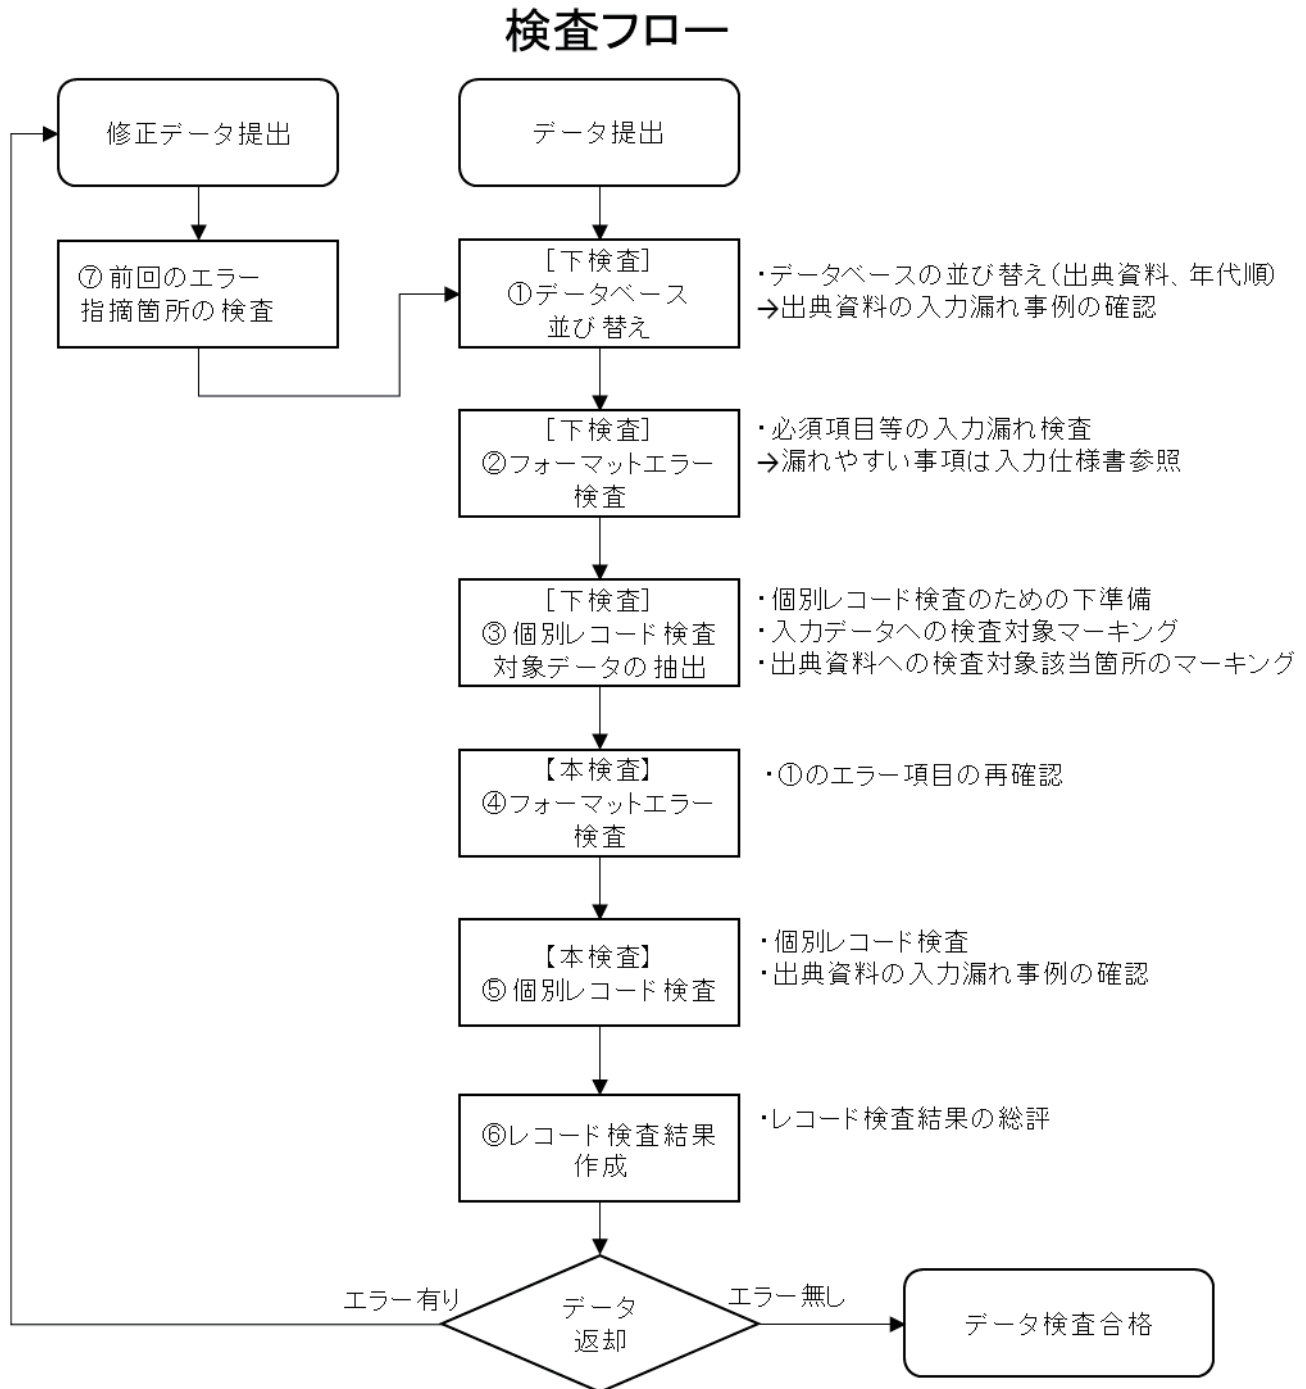 検査フロー
修正データ提出
データ提出
⑦前回のエラー
指摘箇所の検査
[下検査]
①データベース
並び替え
・データベースの並び替え(出典資料、年代順)
→出典資料の入力漏れ事例の確認
[下検査]
②フォーマットエラー
検査
・必須項目等の入力漏れ検査
→漏れやすい事項は入力仕様書参照
[下検査]
③個別レコード検査
対象データの抽出
・個別レコード検査のための下準備
・入力データへの検査対象マーキング
・出典資料への検査対象該当箇所のマーキング
【本検査】
④フォーマットエラー
検査
・①のエラー項目の再確認
【本検査】
⑤個別レコード検査
・個別レコード検査
・出典資料の入力漏れ事例の確認
⑥レコード検査結果
作成
・レコード検査結果の総評
エラー有り
データ
返却
エラー無し
データ検査合格